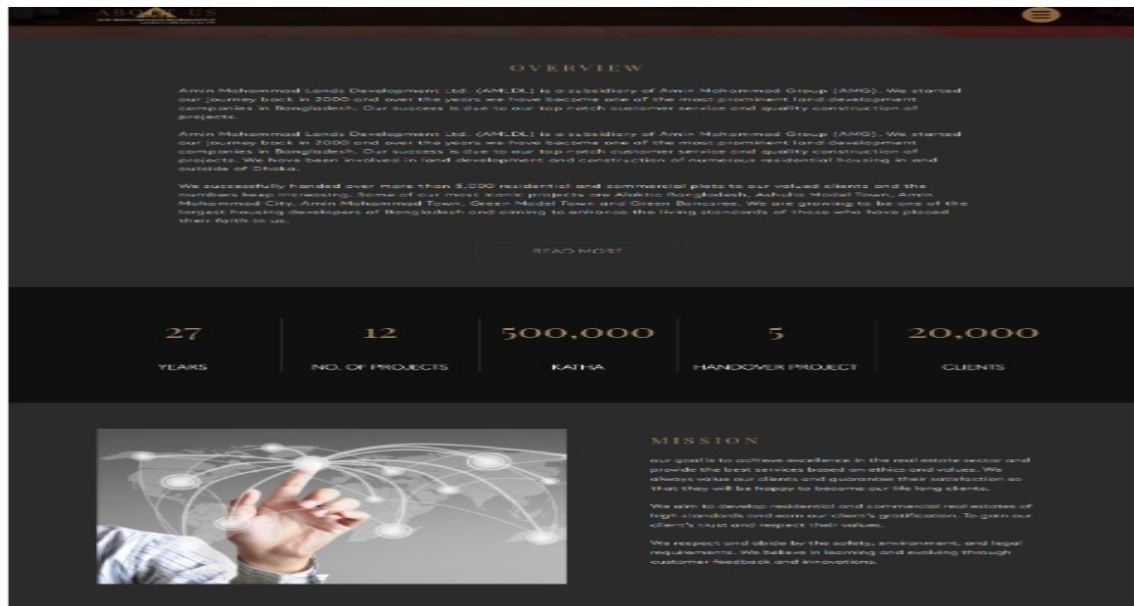 ABOUT US
OVERVIEW
Amin Mohammad Lands Development Ltd. (AMLDL) is a subsidiary of Amin Mohammad Group (AMG). We started
our journey back in 2000 and over the years we have become one of the most prominent land development
companies in Bangladesh. Our success is due to our top notch customer service and quality construction of
projects.
Amin Mohammad Lands Development Ltd. (AMLDL) is a subsidiary of Amin Mohammad Group (AMG). We started
our journey back in 2000 and over the years we have become one of the most prominent land development
companies in Bangladesh. Our success is due to our top notch customer service and quality construction of
projects. We have been involved in land development and construction of numerous residential housing in and
outside of Dhaka.
We successfully handed over more than 5,000 residential and commercial plots to our valued clients and the
numbers keep increasing. Some of our most iconic projects are Alokito Bangladesh, Ashulia Model Town, Amin
Mohammad City, Amin Mohammad Town, Green Model Town and Green Banasree. We are growing to be one of the
largest housing developers of Bangladesh and aiming to enhance the living standards of those who have placed
their faith in us.
READ MORE
27 12 500,000 5 20,000
YEARS NO. OF PROJECTS KATHA HANDOVER PROJECT CLIENTS
MISSION
our goal is to achieve excellence in the real estate sector and
provide the best services based on ethics and values. We
always value our clients and guarantee their satisfaction so
that they will be happy to become our life long clients.
We aim to develop residential and commercial real estates of
high standards and earn our client's gratification. To gain our
client's trust and respect their values.
We respect and abide by the safety, environment, and legal
requirements. We believe in learning and evolving through
customer feedback and innovations.